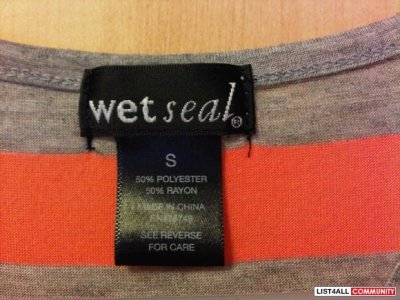 wet seal®
S
50% POLYESTER
50% RAYON
MADE IN CHINA
SEE REVERSE
FOR CARE
LIST4ALL COMMUNITY